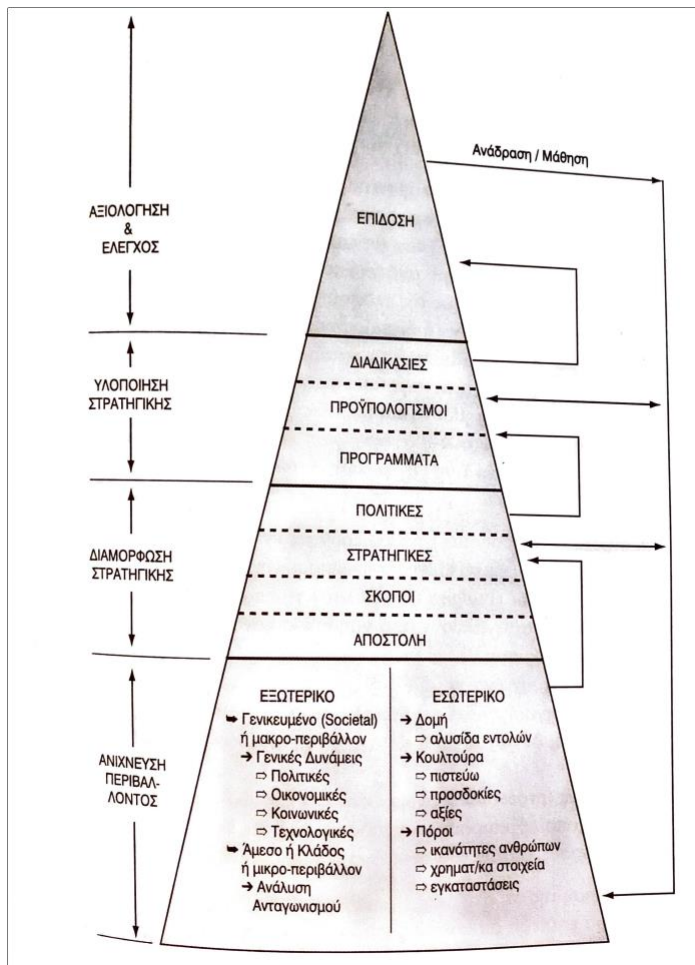 Ανάδραση / Μάθηση
ΑΞΙΟΛΟΓΗΣΗ
&
ΕΛΕΓΧΟΣ
ΕΠΙΔΟΣΗ
ΥΛΟΠΟΙΗΣΗ
ΣΤΡΑΤΗΓΙΚΗΣ
ΔΙΑΔΙΚΑΣΙΕΣ
ΠΡΟΫΠΟΛΟΓΙΣΜΟΙ
ΠΡΟΓΡΑΜΜΑΤΑ
ΔΙΑΜΟΡΦΩΣΗ
ΣΤΡΑΤΗΓΙΚΗΣ
ΠΟΛΙΤΙΚΕΣ
ΣΤΡΑΤΗΓΙΚΕΣ
ΣΚΟΠΟΙ
ΑΠΟΣΤΟΛΗ
ΑΝΙΧΝΕΥΣΗ
ΠΕΡΙΒΑΛ-
ΛΟΝΤΟΣ
ΕΞΩΤΕΡΙΚΟ
Γενικευμένο (Societal)
ή μακρο-περιβάλλον
Γενικές Δυνάμεις
Πολιτικές
Οικονομικές
Κοινωνικές
Τεχνολογικές
Άμεσο ή Κλάδος
ή μικρο-περιβάλλον
Ανάλυση
Ανταγωνισμού
ΕΣΩΤΕΡΙΚΟ
Δομή
αλυσίδα εντολών
Κουλτούρα
πιστεύω
προσδοκίες
αξίες
Πόροι
ικανότητες ανθρώπων
χρηματ/κα στοιχεία
εγκαταστάσεις